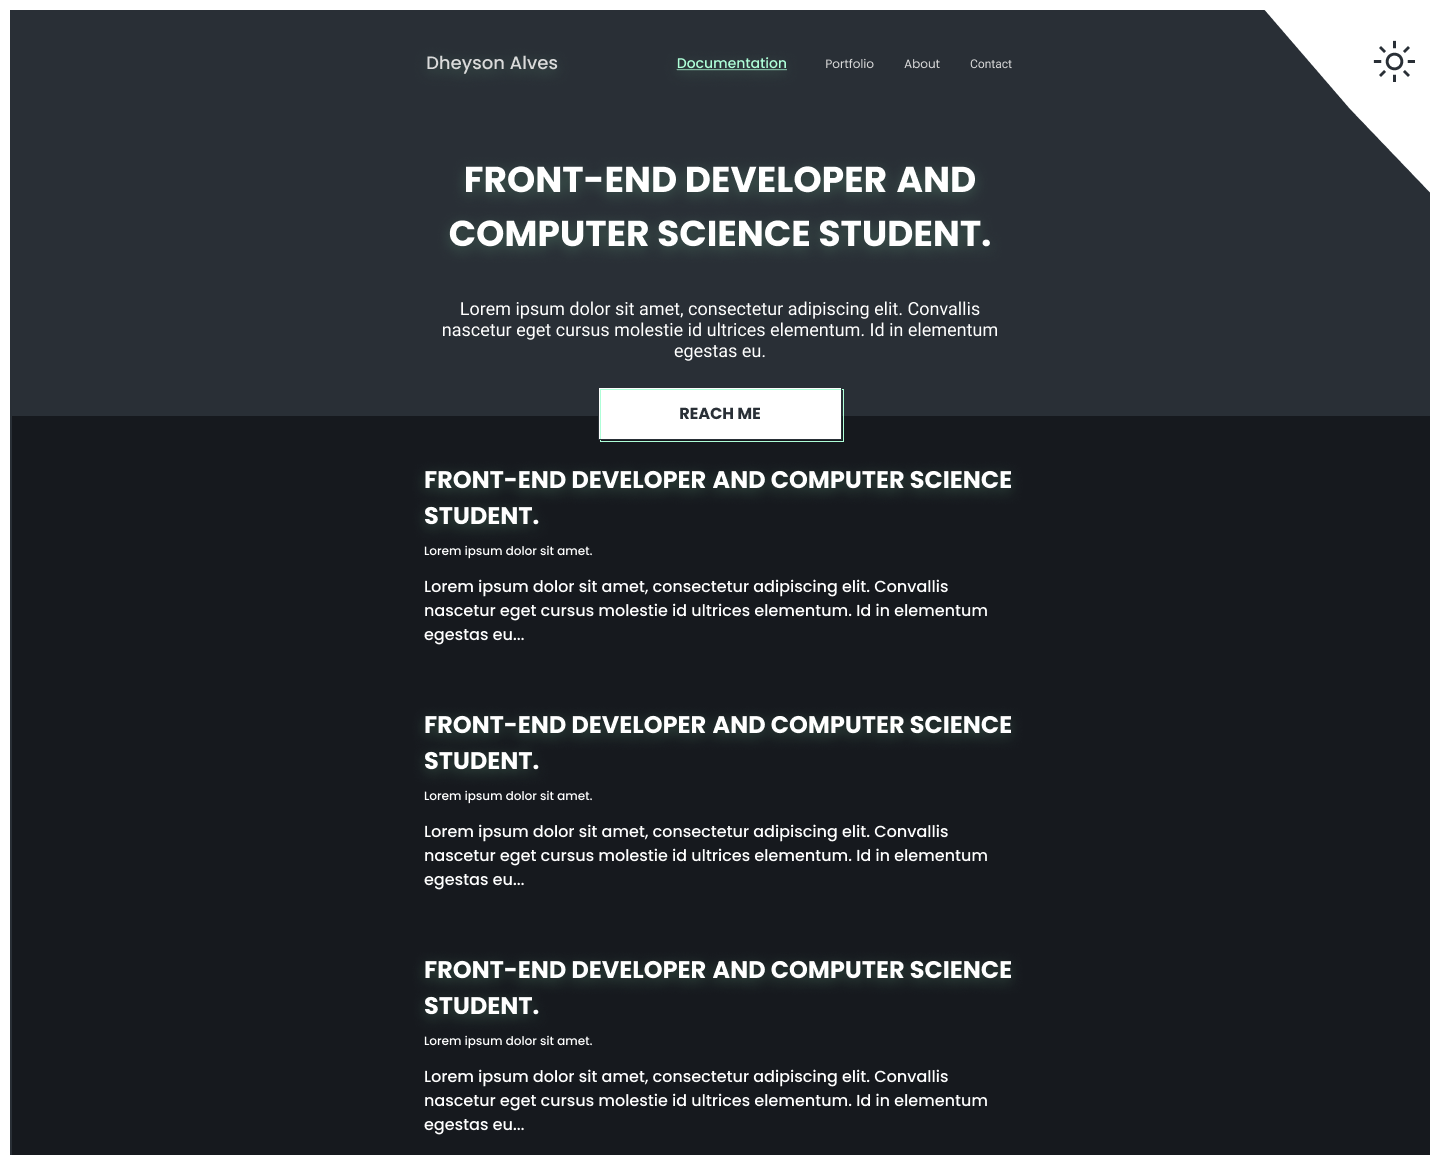 Dheyson Alves
Documentation Portfolio About Contact
FRONT-END DEVELOPER AND
COMPUTER SCIENCE STUDENT.
Lorem ipsum dolor sit amet, consectetur adipiscing elit. Convallis
nascetur eget cursus molestie id ultrices elementum. Id in elementum
egestas eu.
REACH ME
FRONT-END DEVELOPER AND COMPUTER SCIENCE
STUDENT.
Lorem ipsum dolor sit amet.
Lorem ipsum dolor sit amet, consectetur adipiscing elit. Convallis
nascetur eget cursus molestie id ultrices elementum. Id in elementum
egestas eu...
FRONT-END DEVELOPER AND COMPUTER SCIENCE
STUDENT.
Lorem ipsum dolor sit amet.
Lorem ipsum dolor sit amet, consectetur adipiscing elit. Convallis
nascetur eget cursus molestie id ultrices elementum. Id in elementum
egestas eu...
FRONT-END DEVELOPER AND COMPUTER SCIENCE
STUDENT.
Lorem ipsum dolor sit amet.
Lorem ipsum dolor sit amet, consectetur adipiscing elit. Convallis
nascetur eget cursus molestie id ultrices elementum. Id in elementum
egestas eu...